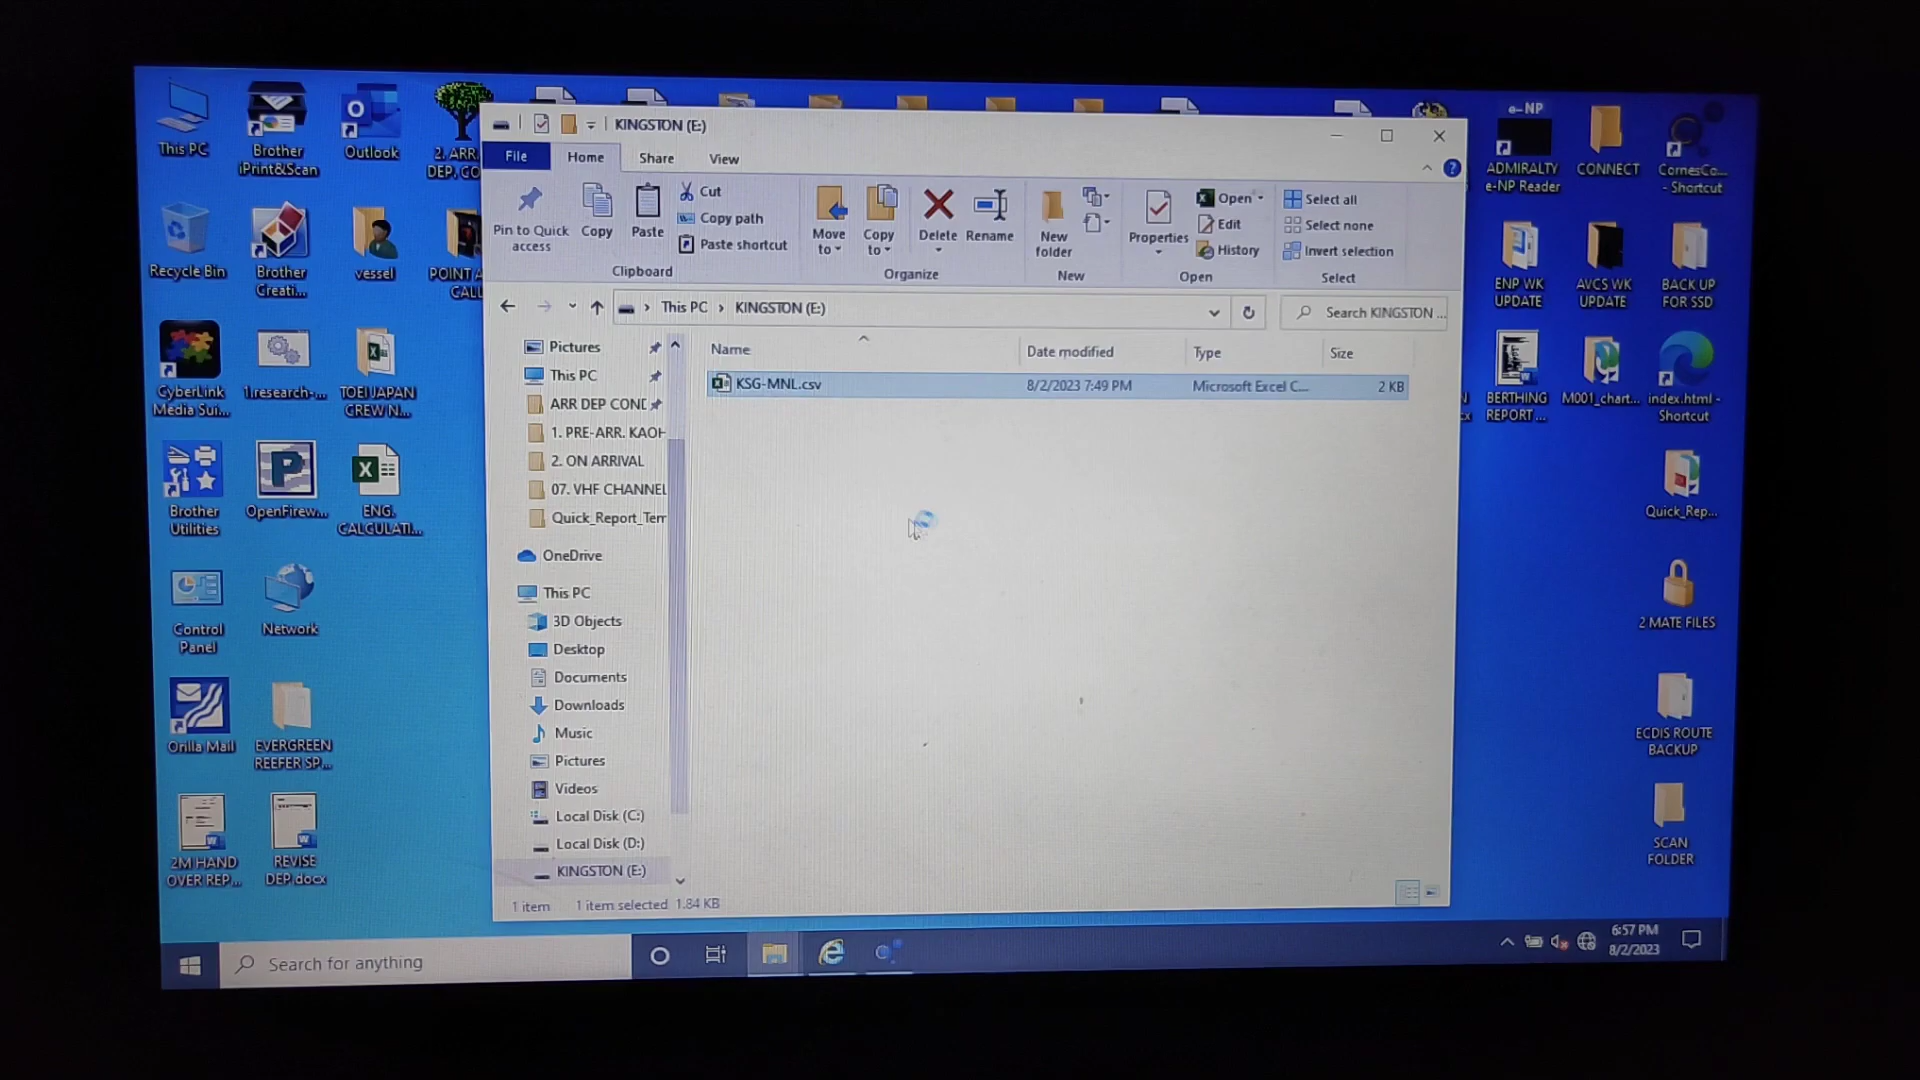 This PC
Brother
iPrint&Scan
Outlook
2. ARR.
DEP. CO
Recycle Bin
Brother
Creati...
vessel
POINT A
CALL
CyberLink
Media Sui...
1.research-...
TOEI JAPAN
CREW N...
Brother
Utilities
OpenFirew...
ENG.
CALCULATI...
Control
Panel
Network
Orilla Mail
EVERGREEN
REEFER SP...
2M HAND
OVER REP...
REVISE
DEP.docx
KINGSTON (E:)
File
Home
Share
View
Pin to Quick
access
Copy
Paste
Cut
Copy path
Paste shortcut
Clipboard
Move
to
Copy
to
Delete
Rename
Organize
New
folder
New
Properties
Open
Edit
History
Open
Select all
Select none
Invert selection
Select
This PC
KINGSTON (E:)
Search KINGSTON ...
Pictures
This PC
ARR DEP COND
1. PRE-ARR. KAOH
2. ON ARRIVAL
07. VHF CHANNEL
Quick_Report_Tem
OneDrive
This PC
3D Objects
Desktop
Documents
Downloads
Music
Pictures
Videos
Local Disk (C:)
Local Disk (D:)
KINGSTON (E:)
Name
Date modified
Type
Size
KSG-MNL.csv
8/2/2023 7:49 PM
Microsoft Excel C...
2 KB
1 item
1 item selected 1.84 KB
e-NP
ADMIRALTY
e-NP Reader
CONNECT
CornesCo...
- Shortcut
ENP WK
UPDATE
AVCS WK
UPDATE
BACK UP
FOR SSD
BERTHING
REPORT ...
M001_chart...
index.html -
Shortcut
Quick_Rep...
2 MATE FILES
ECDIS ROUTE
BACKUP
SCAN
FOLDER
Search for anything
6:57 PM
8/2/2023